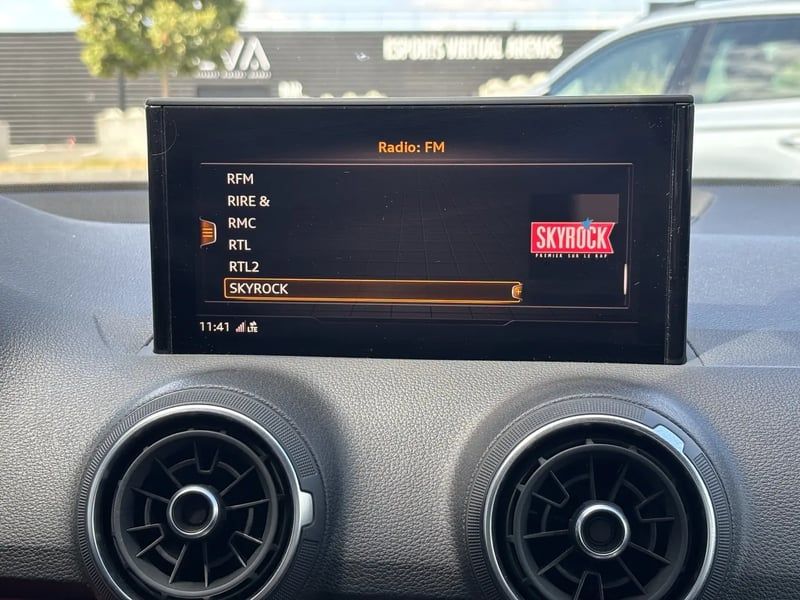 EVA
ESPORTS VIRTUAL ARENAS
Radio: FM
RFM
RIRE &
RMC
RTL
RTL2
SKYROCK
SKYROCK
PREMIER SUR LE RAP
11:41
LTE